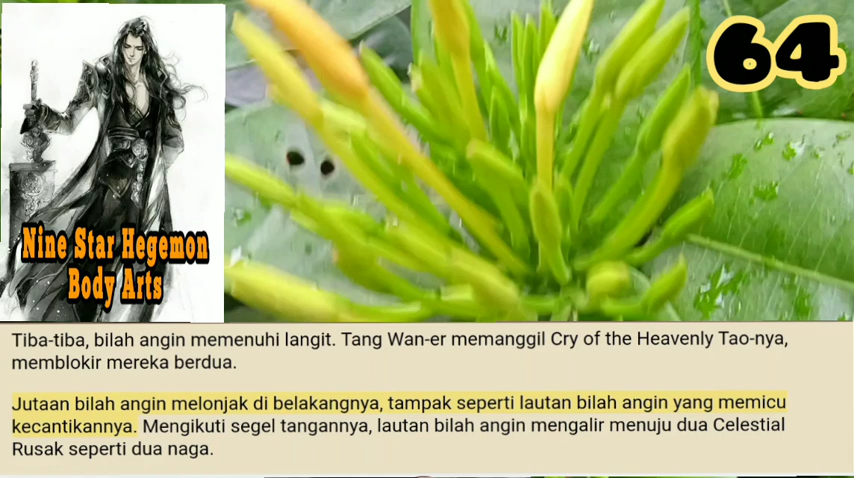 64
Nine Star Hegemon
Body Arts
Tiba-tiba, bilah angin memenuhi langit. Tang Wan-er memanggil Cry of the Heavenly Tao-nya,
memblokir mereka berdua.
Jutaan bilah angin melonjak di belakangnya, tampak seperti lautan bilah angin yang memicu
kecantikannya. Mengikuti segel tangannya, lautan bilah angin mengalir menuju dua Celestial
Rusak seperti dua naga.